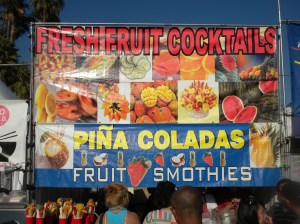 FRESH FRUIT COCKTAILS
PIÑA COLADAS
FRUIT SMOTHIES